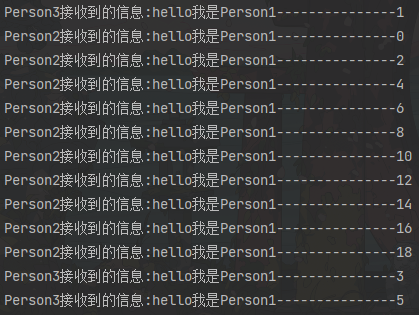 Person3接收到的信息:hello我是Person1---------------1
Person2接收到的信息:hello我是Person1---------------0
Person2接收到的信息:hello我是Person1---------------2
Person2接收到的信息:hello我是Person1---------------4
Person2接收到的信息:hello我是Person1---------------6
Person2接收到的信息:hello我是Person1---------------8
Person2接收到的信息:hello我是Person1---------------10
Person2接收到的信息:hello我是Person1---------------12
Person2接收到的信息:hello我是Person1---------------14
Person2接收到的信息:hello我是Person1---------------16
Person2接收到的信息:hello我是Person1---------------18
Person3接收到的信息:hello我是Person1---------------3
Person3接收到的信息:hello我是Person1---------------5